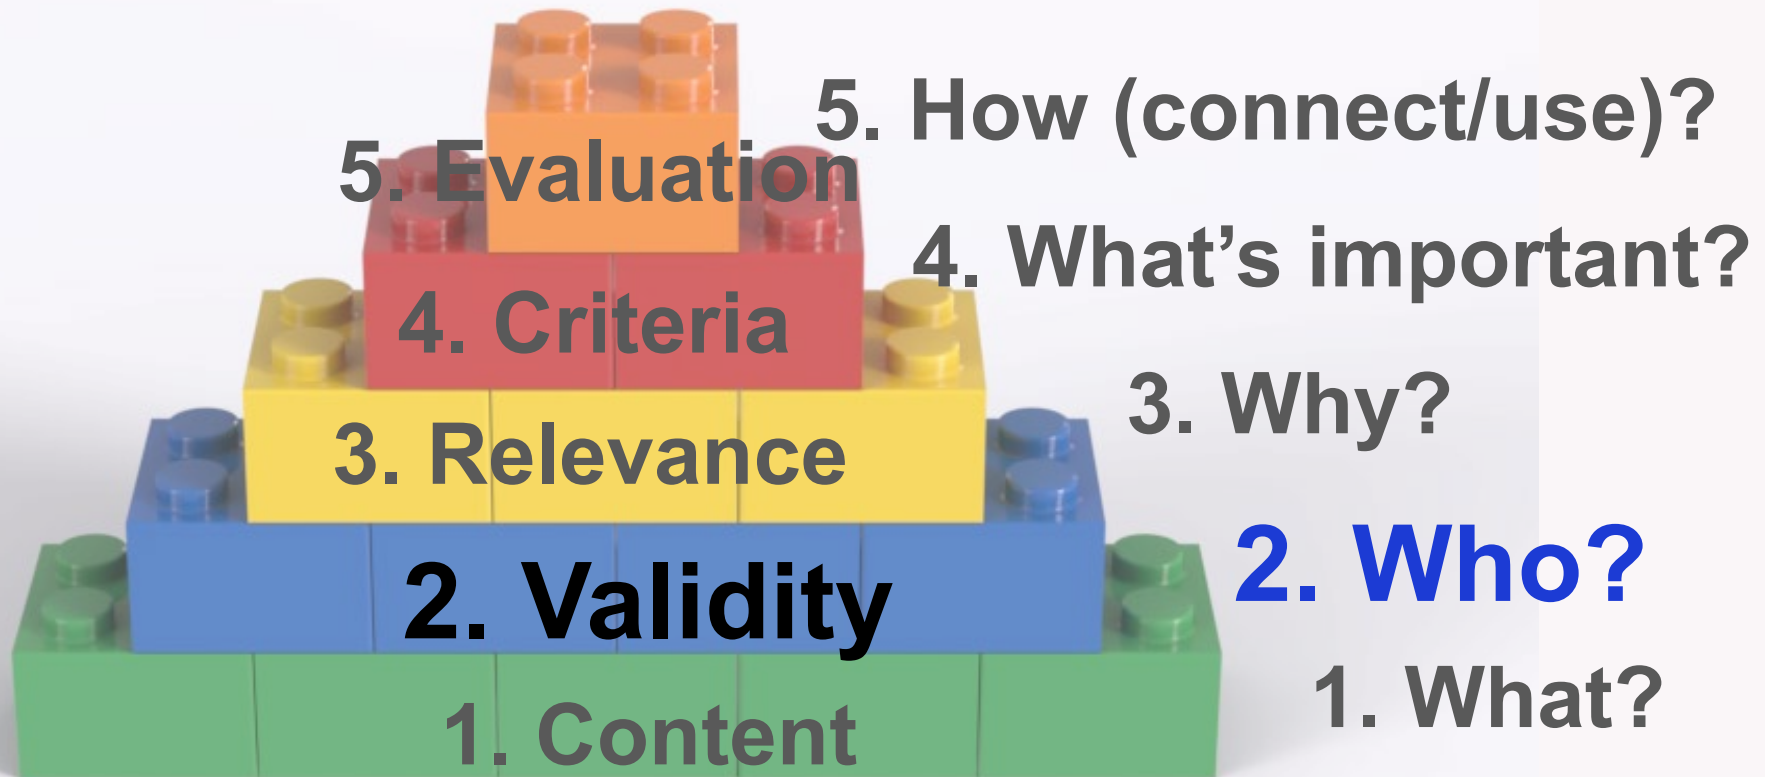 5. How (connect/use)?
5. Evaluation
4. What’s important?
4. Criteria
3. Why?
3. Relevance
2. Who?
2. Validity
1. What?
1. Content